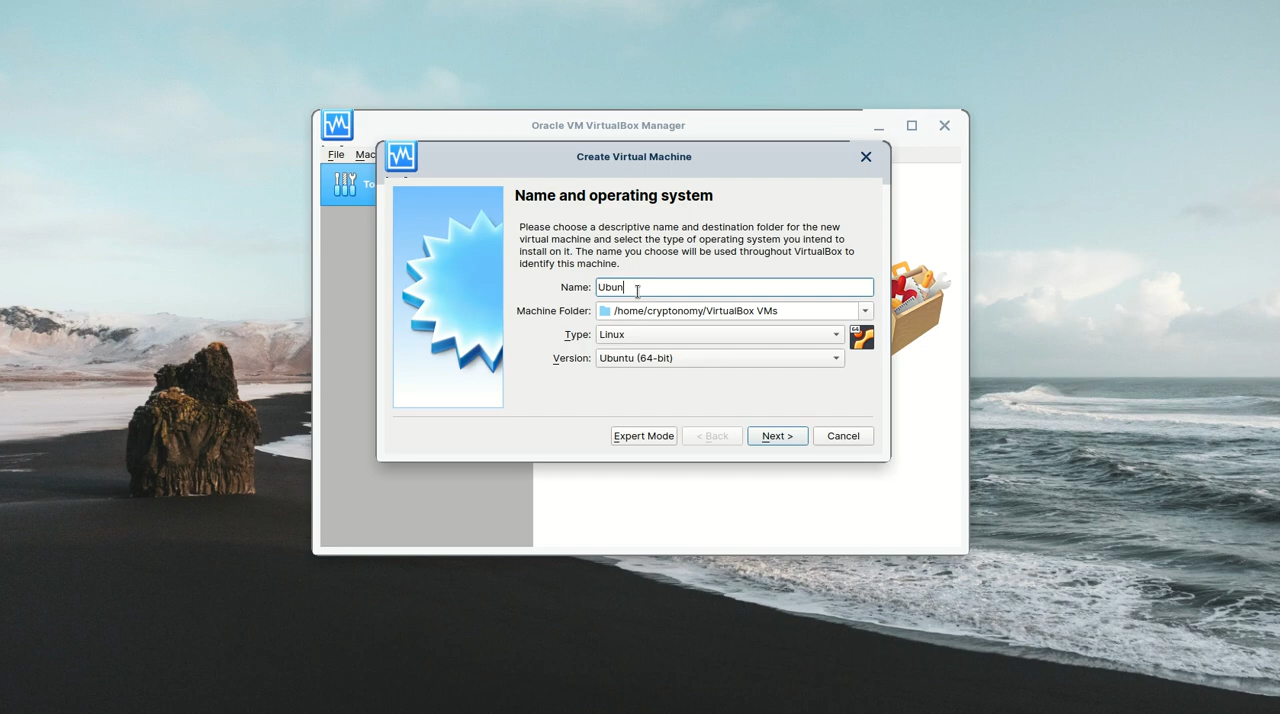 Oracle VM VirtualBox Manager
File
Mac
Create Virtual Machine
To
Name and operating system
Please choose a descriptive name and destination folder for the new
virtual machine and select the type of operating system you intend to
install on it. The name you choose will be used throughout VirtualBox to
identify this machine.
Name: Ubun
Machine Folder: /home/cryptonomy/VirtualBox VMs
Type: Linux
64
Version: Ubuntu (64-bit)
Expert Mode
< Back
Next >
Cancel